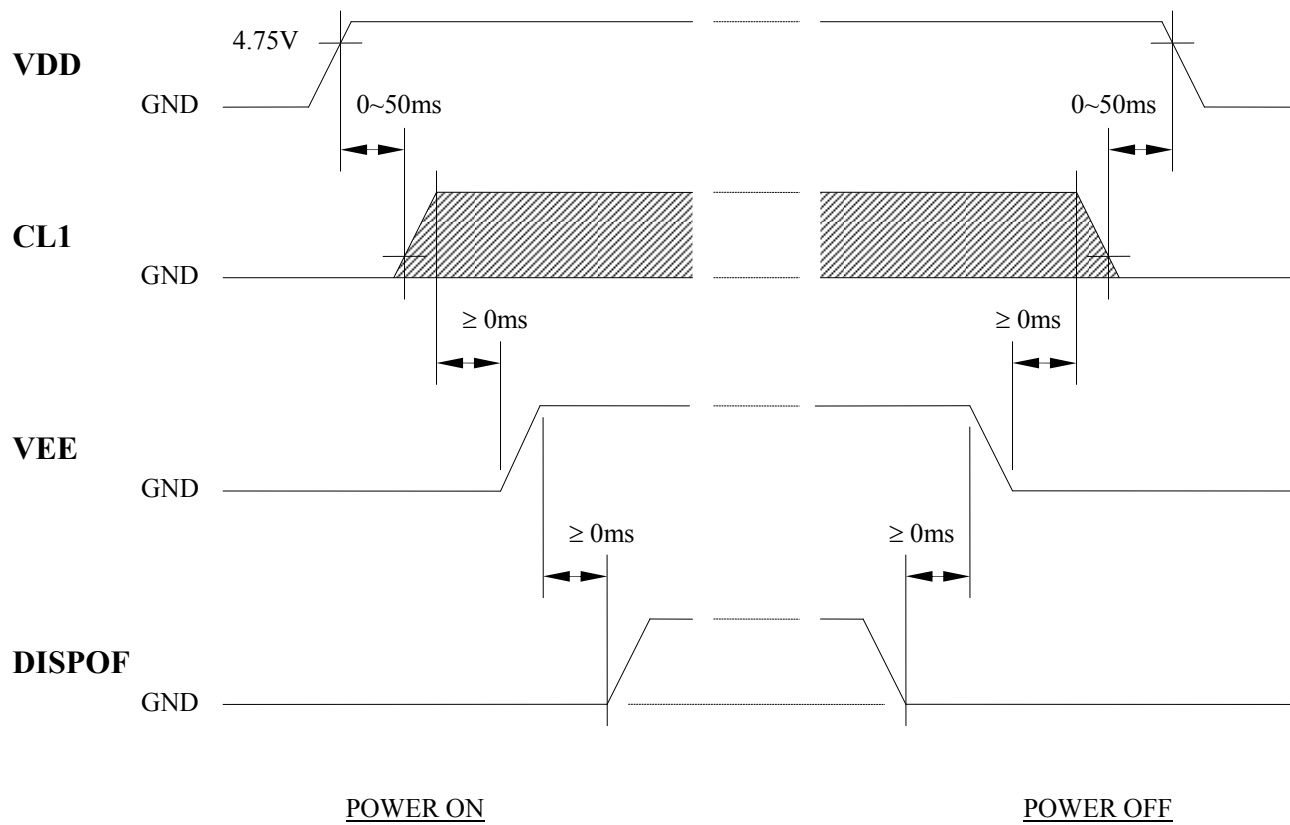 4.75V
VDD
GND
0~50ms
0~50ms
CL1
GND
≥ 0ms
≥ 0ms
VEE
GND
≥ 0ms
≥ 0ms
DISPOF
GND
POWER ON
POWER OFF